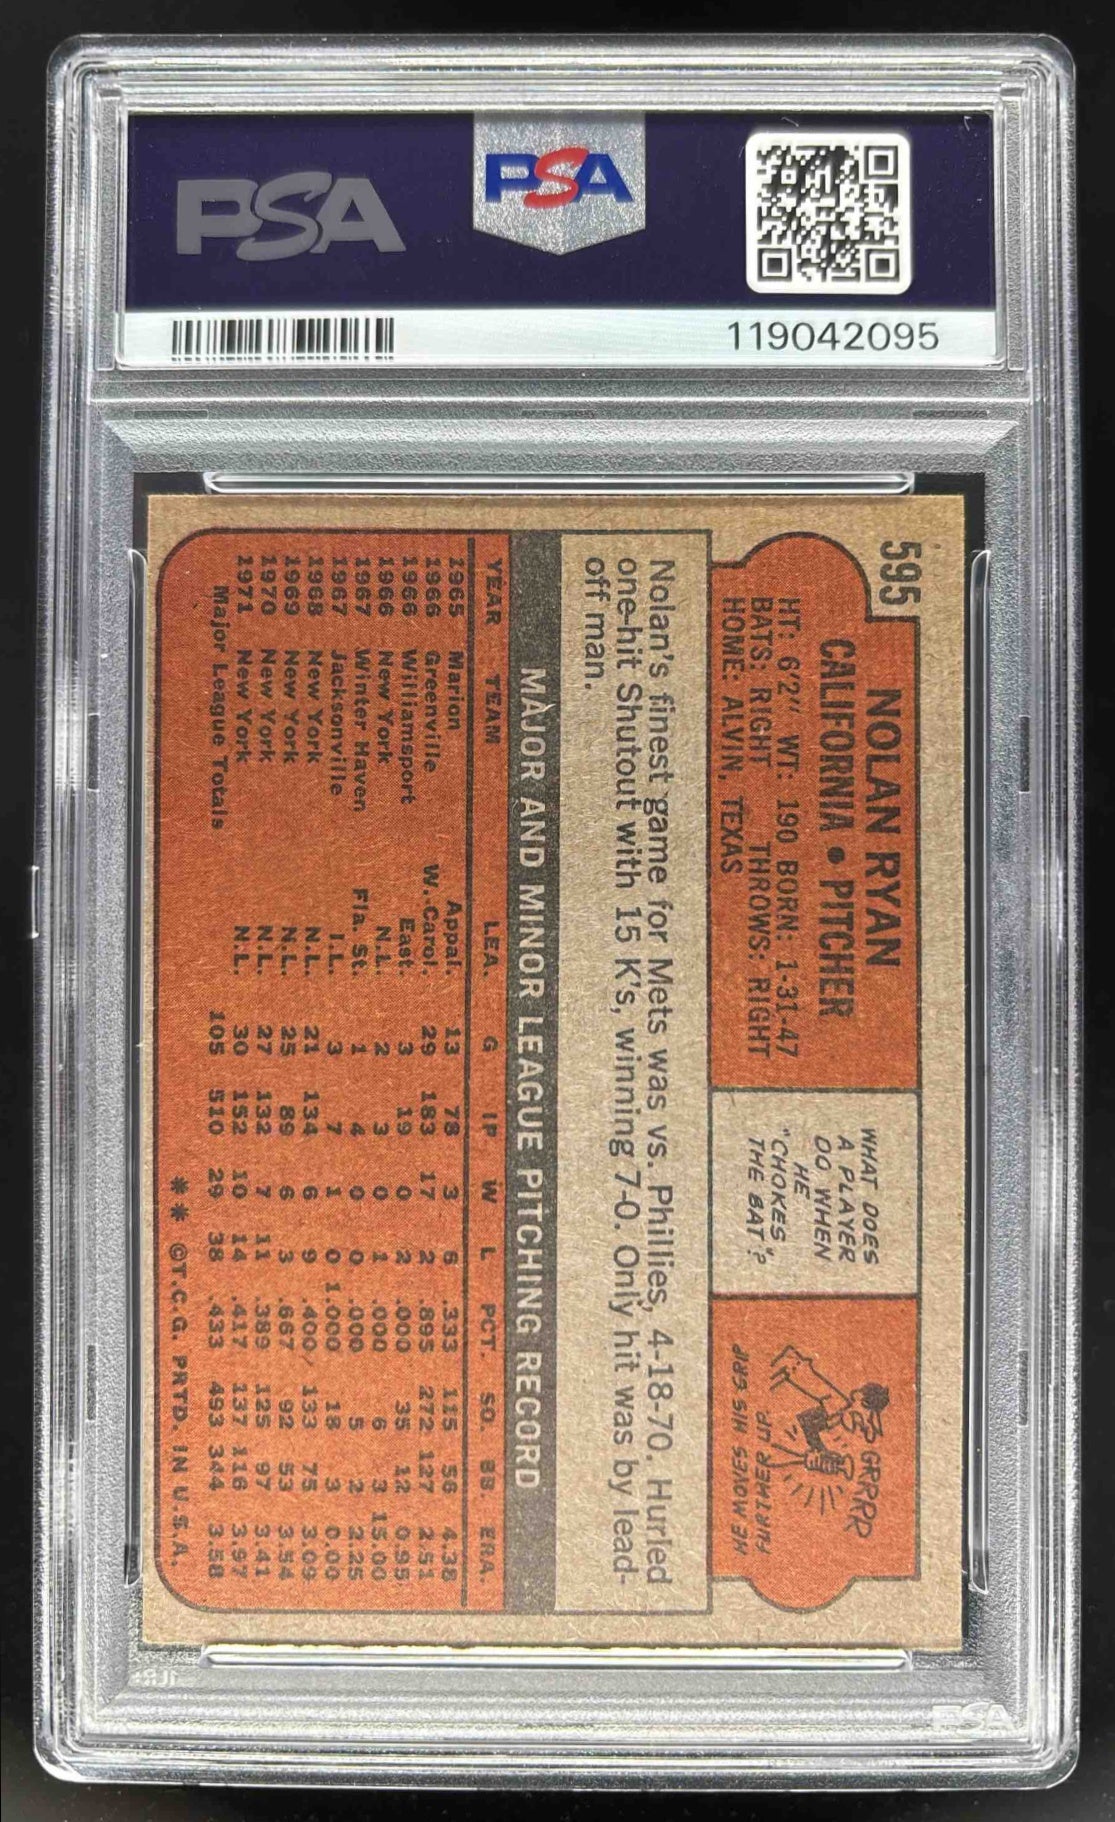 PSA
PSA
119042095
595
NOLAN RYAN
CALIFORNIA • PITCHER
HT: 6'2" WT: 190 BORN: 1-31-47
BATS: RIGHT THROWS: RIGHT
HOME: ALVIN, TEXAS
WHAT DOES
A PLAYER
DO WHEN
HE
"CHOKES"
THE BAT?
GRRRR
HE MOVES HIS GRIP
FURTHER UP
Nolan's finest game for Mets was vs. Phillies, 4-18-70. Hurled
one-hit Shutout with 15 K's, winning 7-0. Only hit was by lead-
off man.
MAJOR AND MINOR LEAGUE PITCHING RECORD
YEAR TEAM LEA. G IP W L PCT. SO. BB. ERA.
1965 Marion Appal. 13 78 3 6 .333 115 56 4.38
1966 Greenville W. Carol. 29 183 17 2 .895 272 127 2.51
1966 Williamsport East. 3 19 0 2 .000 35 12 0.95
1966 New York N.L. 2 3 0 1 .000 6 3 15.00
1967 Winter Haven Fla. St. 1 4 0 0 .000 5 2 2.25
1967 Jacksonville I.L. 3 7 1 0 1.000 18 3 0.00
1968 New York N.L. 21 134 6 9 .400 133 75 3.09
1969 New York N.L. 25 89 6 3 .667 92 53 3.54
1970 New York N.L. 27 132 7 11 .389 125 97 3.41
1971 New York N.L. 30 152 10 14 .417 137 116 3.97
Major League Totals 105 510 29 38 .433 493 344 3.58
** ©T.C.G. PRTD. IN U.S.A.
PSA